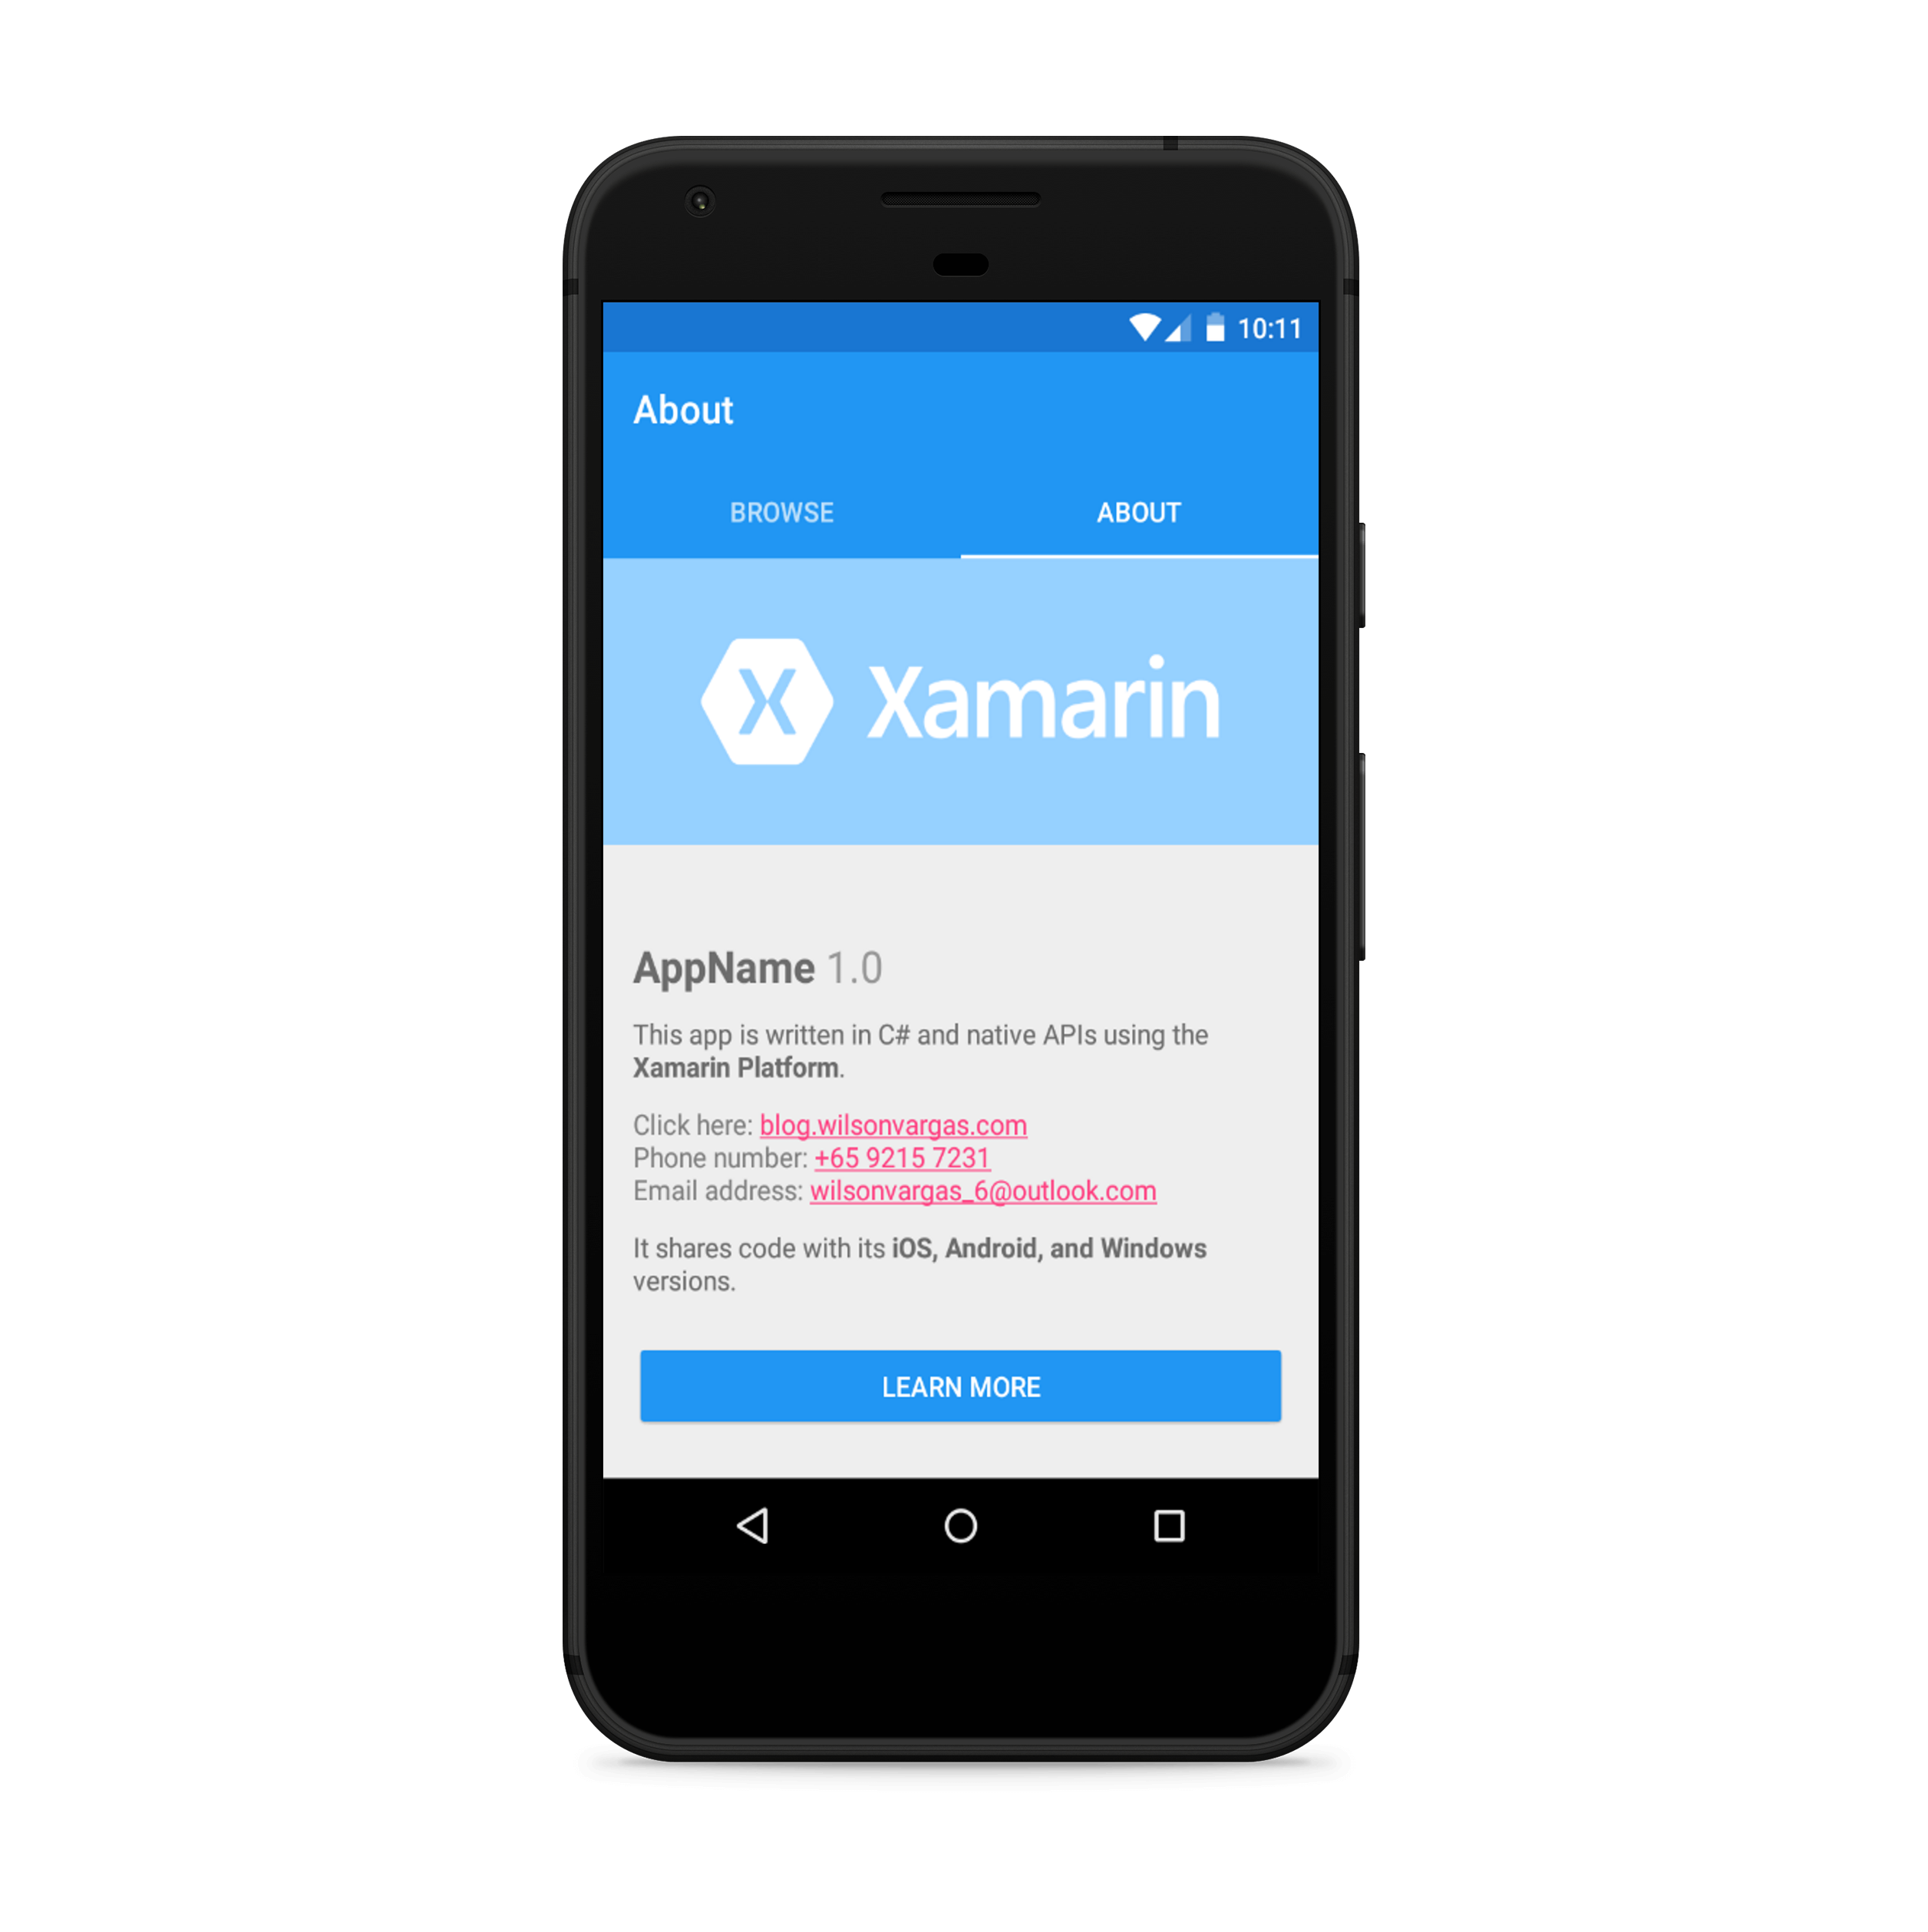 10:11
About
BROWSE
ABOUT
X Xamarin
AppName 1.0
This app is written in C# and native APIs using the
Xamarin Platform.
Click here: blog.wilsonvargas.com
Phone number: +65 9215 7231
Email address: wilsonvargas_6@outlook.com
It shares code with its iOS, Android, and Windows
versions.
LEARN MORE